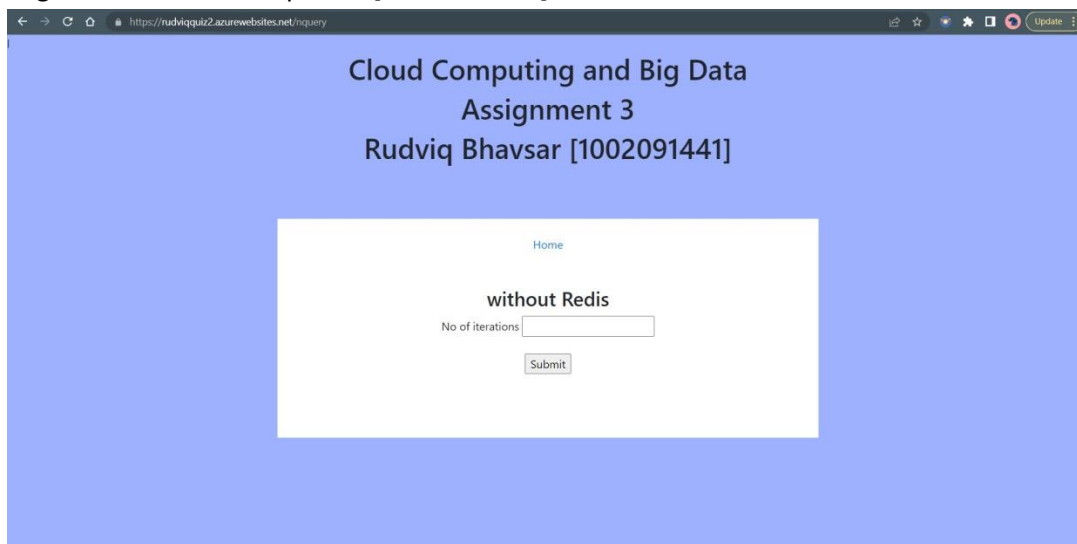 https://rudviqquiz2.azurewebsites.net/nquery
Update
Cloud Computing and Big Data
Assignment 3
Rudviq Bhavsar [1002091441]
Home
without Redis
No of iterations
Submit